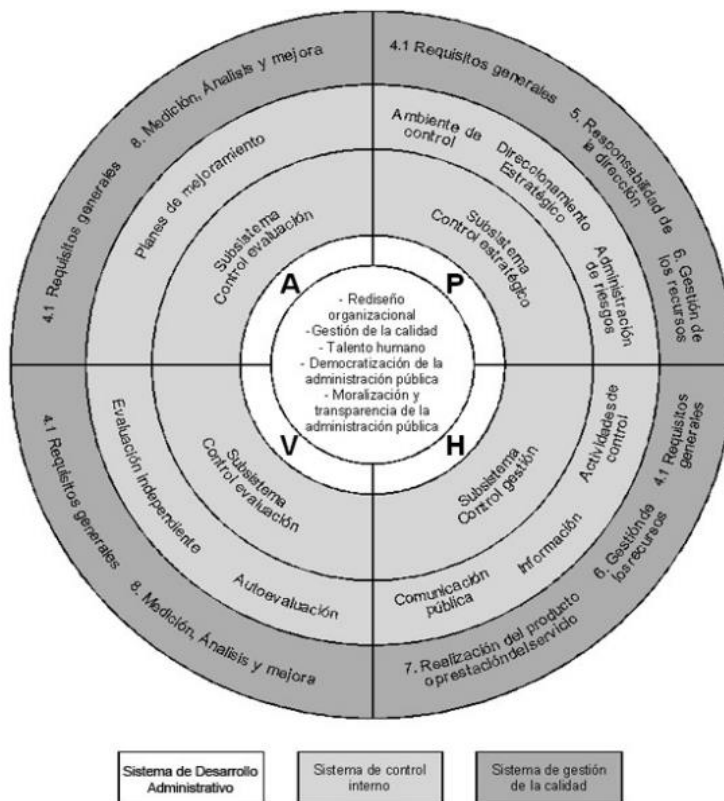 4.1 Requisitos generales
8. Medición, Ánalisis y mejora
4.1 Requisitos generales
5. Responsabilidad de
la dirección
6. Gestión de
los recursos
Planes de mejoramiento
Ambiente de
control
Direccionamiento
Estratégico
Administración
de riesgos
Subsistema
Control evaluación
Subsistema
Control estratégico
A
P
- Rediseño
organizacional
-Gestión de la calidad
- Talento humano
- Democratización de la
administración pública
-Moralización y
transparencia de la
administración pública
V
H
Subsistema
Control evaluación
Subsistema
Control gestión
Evaluación Independiente
Autoevaluación
Actividades de
control
Información
Comunicación
pública
4.1 Requisitos generales
8. Medición, Ánalisis y mejora
4.1 Requisitos
generales
6. Gestión de
los recursos
7. Realización del producto
o prestación del servicio
Sistema de Desarrollo
Administrativo
Sistema de control
interno
Sistema de gestión
de la calidad